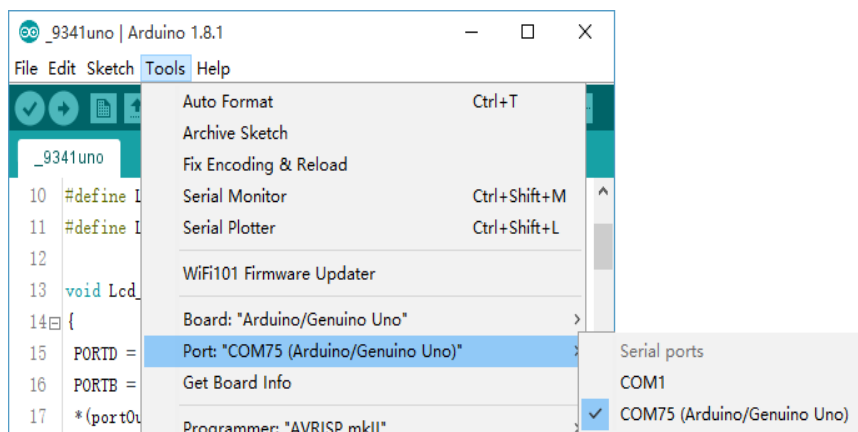 _9341uno | Arduino 1.8.1
File Edit Sketch Tools Help
Auto Format Ctrl+T
Archive Sketch
_9341uno
Fix Encoding & Reload
10 #define
Serial Monitor Ctrl+Shift+M
11 #define
Serial Plotter Ctrl+Shift+L
12
WiFi101 Firmware Updater
13 void Lcd_
14 {
Board: "Arduino/Genuino Uno"
15 PORTD =
Port: "COM75 (Arduino/Genuino Uno)"
Serial ports
16 PORTB =
Get Board Info
COM1
17 *(portOu
Programmer: "AVRISP mkII"
COM75 (Arduino/Genuino Uno)